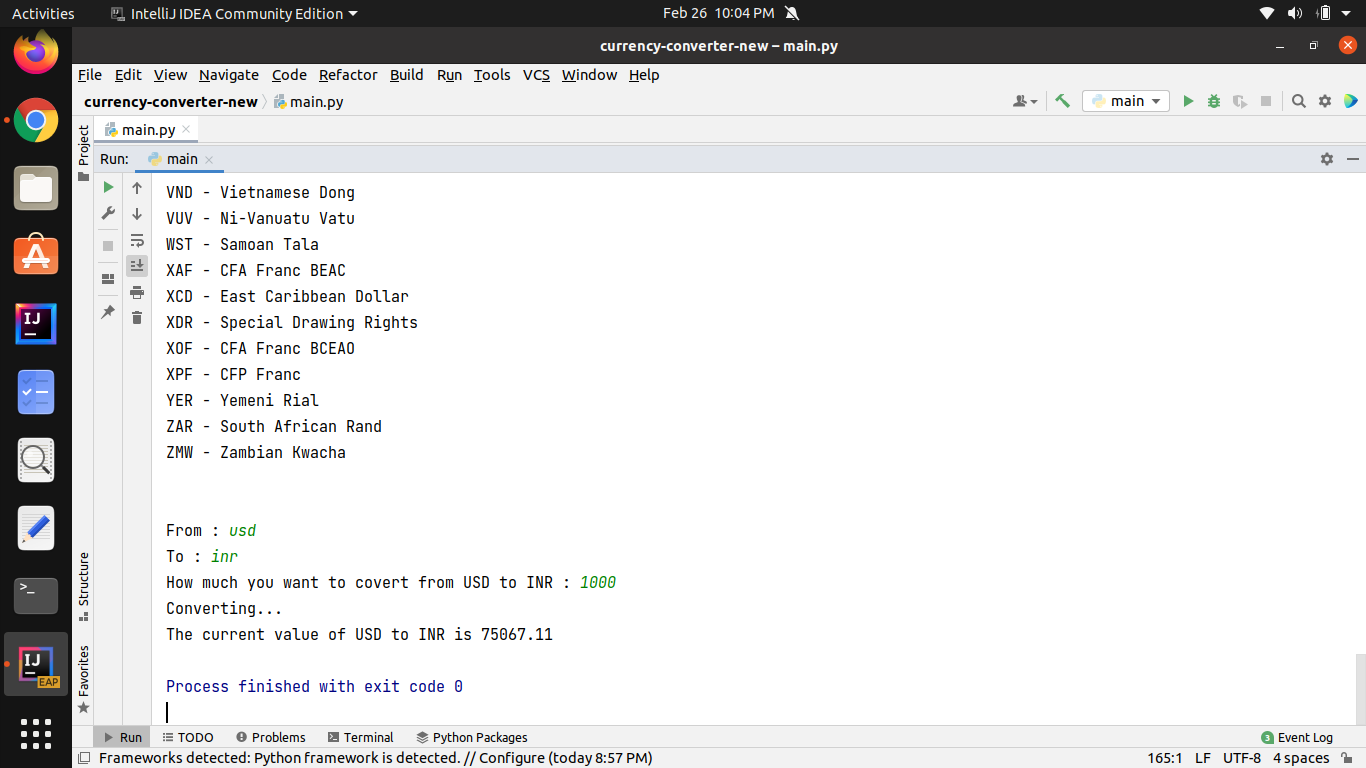 Activities IntelliJ IDEA Community Edition Feb 26 10:04 PM
currency-converter-new – main.py
File Edit View Navigate Code Refactor Build Run Tools VCS Window Help
currency-converter-new main.py main
Project
main.py
Run: main
VND - Vietnamese Dong
VUV - Ni-Vanuatu Vatu
WST - Samoan Tala
XAF - CFA Franc BEAC
XCD - East Caribbean Dollar
XDR - Special Drawing Rights
XOF - CFA Franc BCEAO
XPF - CFP Franc
YER - Yemeni Rial
ZAR - South African Rand
ZMW - Zambian Kwacha
From : usd
To : inr
How much you want to covert from USD to INR : 1000
Converting...
The current value of USD to INR is 75067.11
Process finished with exit code 0
Structure
Favorites
IJ
>_
IJ
EAP
Run TODO Problems Terminal Python Packages 3 Event Log
Frameworks detected: Python framework is detected. // Configure (today 8:57 PM) 165:1 LF UTF-8 4 spaces